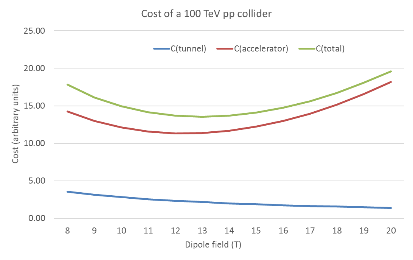 Cost of a 100 TeV pp collider
25.00
C(tunnel) C(accelerator) C(total)
20.00
15.00
10.00
5.00
0.00
Cost (arbitrary units)
8 9 10 11 12 13 14 15 16 17 18 19 20
Dipole field (T)